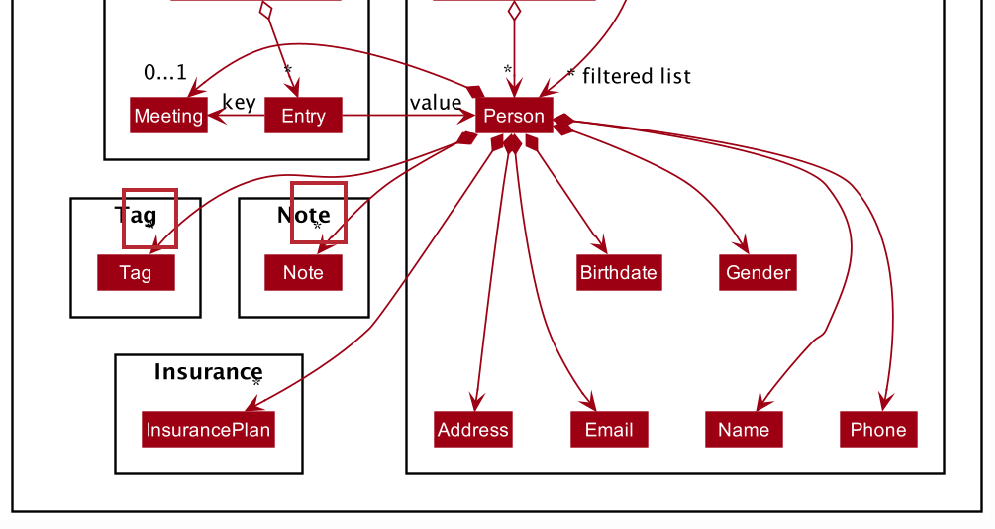 0...1
*
*
* filtered list
Meeting
key
Entry
value
Person
Tag
*
Note
*
Tag
Note
Birthdate
Gender
Insurance
*
InsurancePlan
Address
Email
Name
Phone